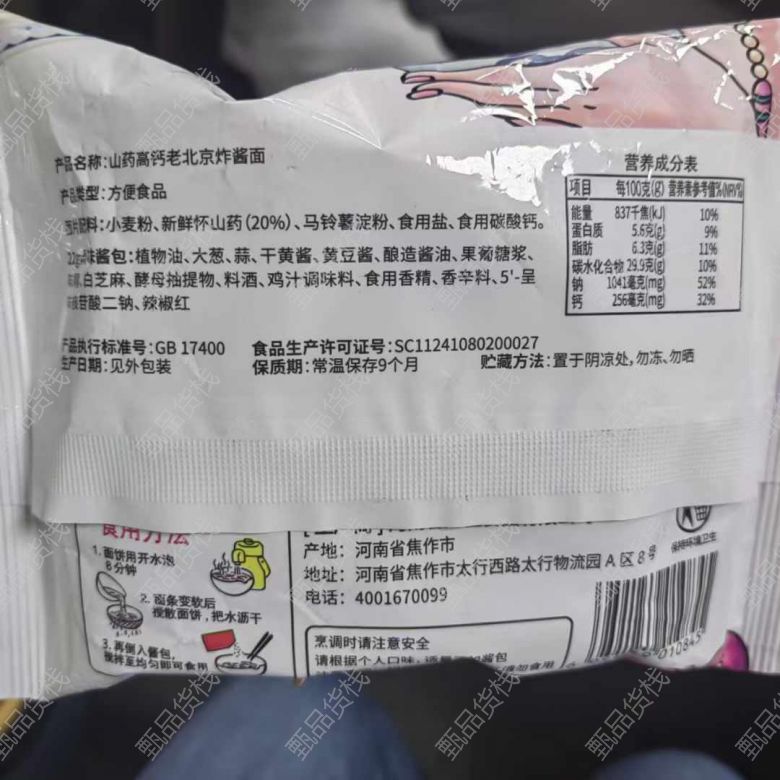 产品名称:山药高钙老北京炸酱面
产品类型:方便食品
配料:小麦粉、新鲜怀山药(20%)、马铃薯淀粉、食用盐、食用碳酸钙。
酱包:植物油、大葱、蒜、干黄酱、黄豆酱、酿造酱油、果葡糖浆、
白芝麻、酵母抽提物、料酒、鸡汁调味料、食用香精、香辛料、5'-呈
苷酸二钠、辣椒红
产品执行标准号:GB 17400 食品生产许可证号:SC11241080200027
生产日期:见外包装 保质期:常温保存9个月 贮藏方法:置于阴凉处,勿冻、勿晒
营养成分表
项目 每100克(g) 营养素参考值%(NRV%)
能量 837千焦(kJ) 10%
蛋白质 5.6克(g) 9%
脂肪 6.3克(g) 11%
碳水化合物 29.9克(g) 10%
钠 1041毫克(mg) 52%
钙 256毫克(mg) 32%
食用方法
1.面饼用开水泡
8分钟
2.面条变软后
搅散面饼,把水沥干
3.再倒入酱包,
搅拌至均匀即可食用
产地:河南省焦作市
地址:河南省焦作市太行西路太行物流园A区8号
电话:4001670099
保持环境卫生
烹调时请注意安全
请根据个人口味,适量 酱包
甄品货栈